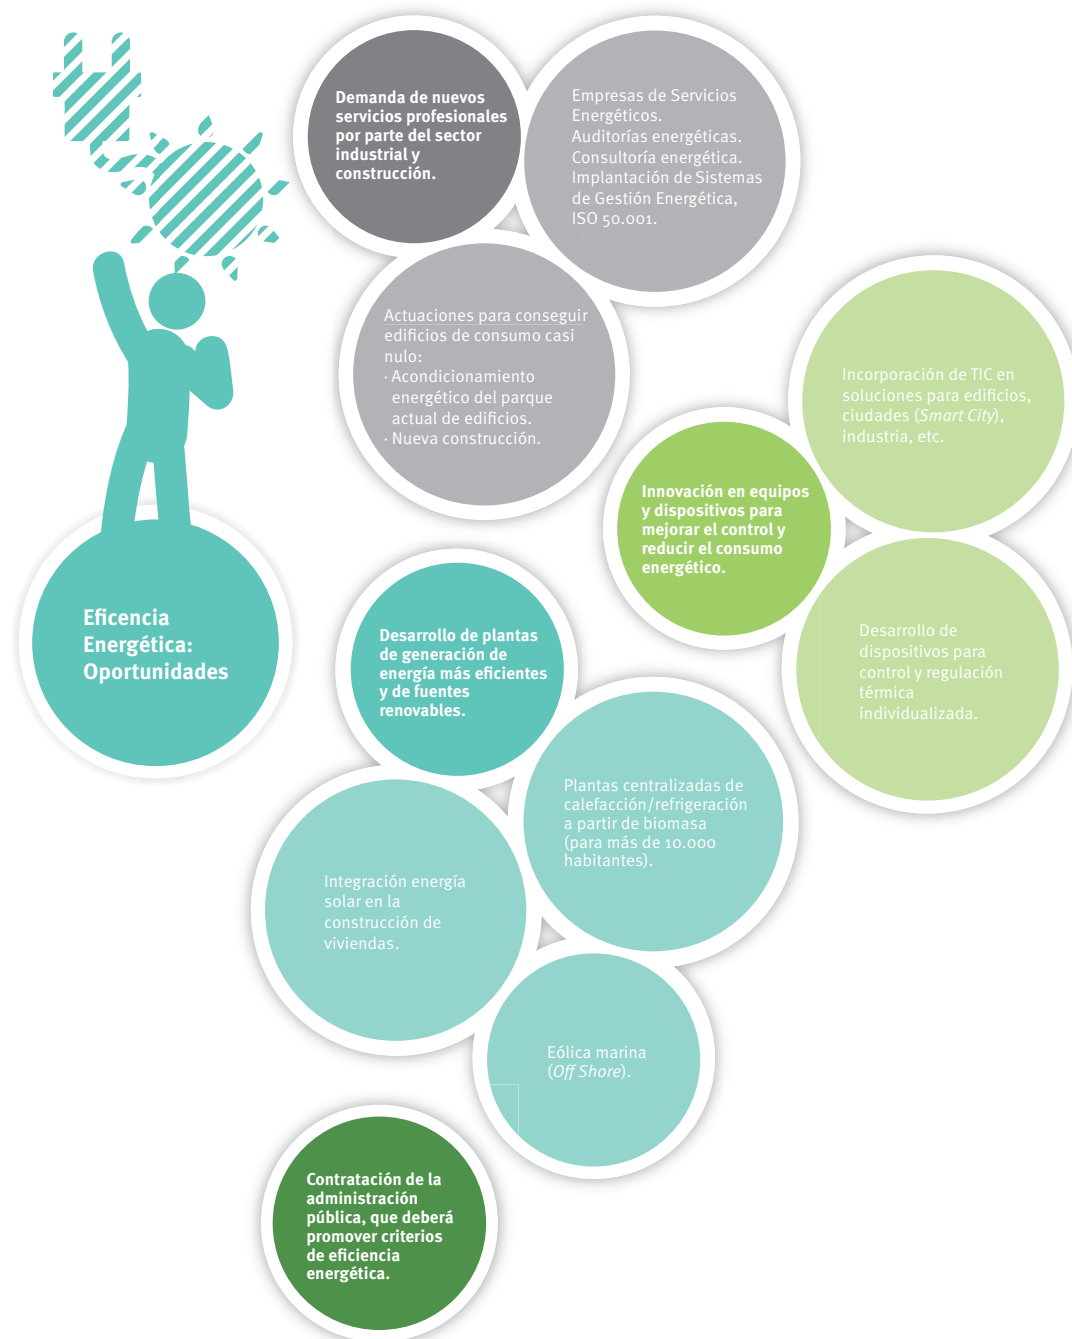 Demanda de nuevos
servicios profesionales
por parte del sector
industrial y
construcción.
Empresas de Servicios
Energéticos.
Auditorías energéticas.
Consultoría energética.
Implantación de Sistemas
de Gestión Energética,
ISO 50.001.
Actuaciones para conseguir
edificios de consumo casi
nulo:
· Acondicionamiento
energético del parque
actual de edificios.
· Nueva construcción.
Incorporación de TIC en
soluciones para edificios,
ciudades (Smart City),
industria, etc.
Innovación en equipos
y dispositivos para
mejorar el control y
reducir el consumo
energético.
Desarrollo de
dispositivos para
control y regulación
térmica
individualizada.
Eficencia
Energética:
Oportunidades
Desarrollo de plantas
de generación de
energía más eficientes
y de fuentes
renovables.
Plantas centralizadas de
calefacción/refrigeración
a partir de biomasa
(para más de 10.000
habitantes).
Integración energía
solar en la
construcción de
viviendas.
Eólica marina
(Off Shore).
Contratación de la
administración
pública, que deberá
promover criterios
de eficiencia
energética.